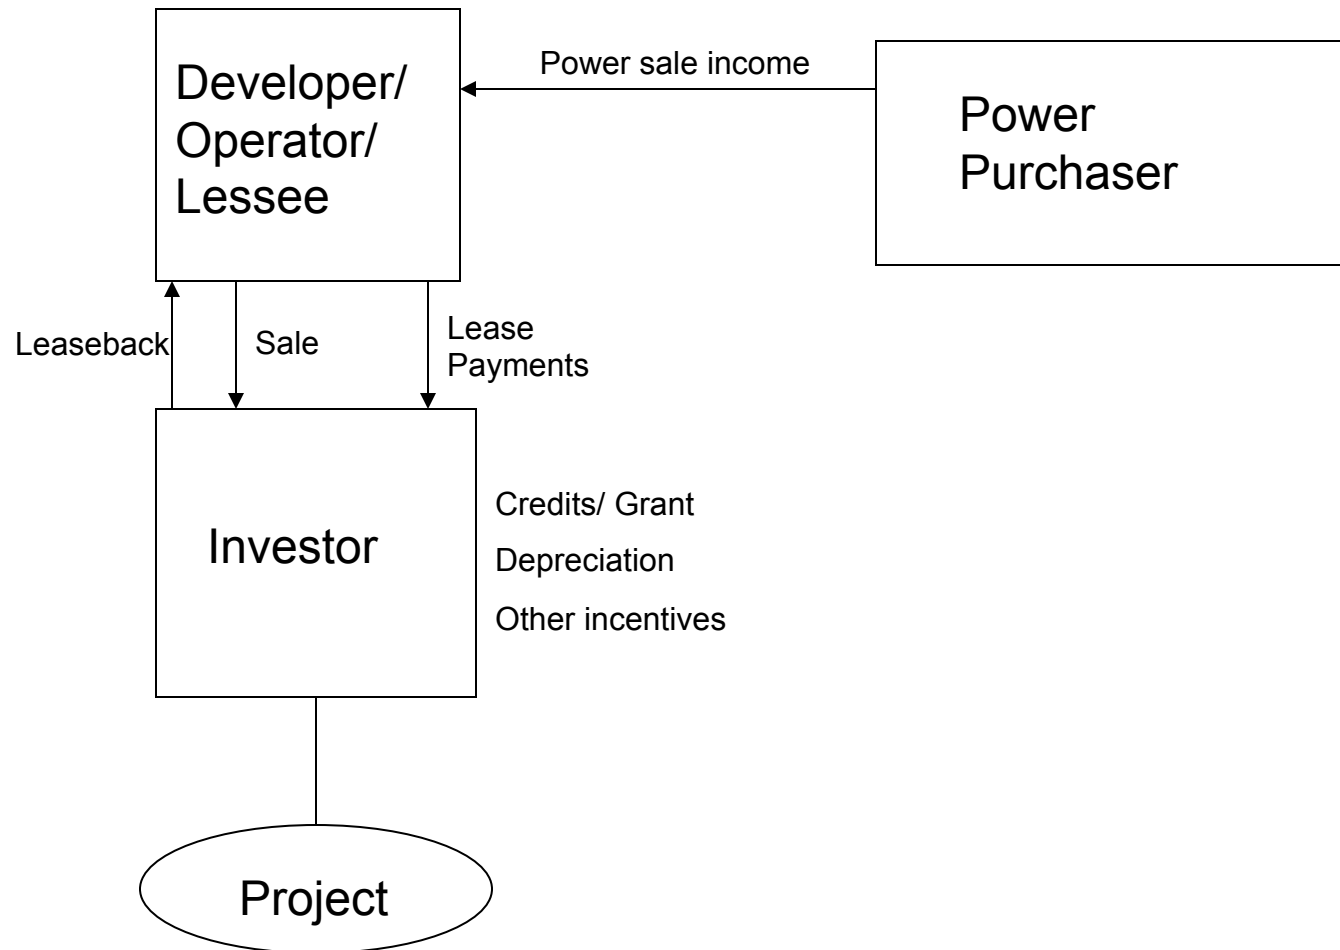 Developer/
Operator/
Lessee
Power sale income
Power
Purchaser
Leaseback
Sale
Lease
Payments
Investor
Credits/ Grant
Depreciation
Other incentives
Project